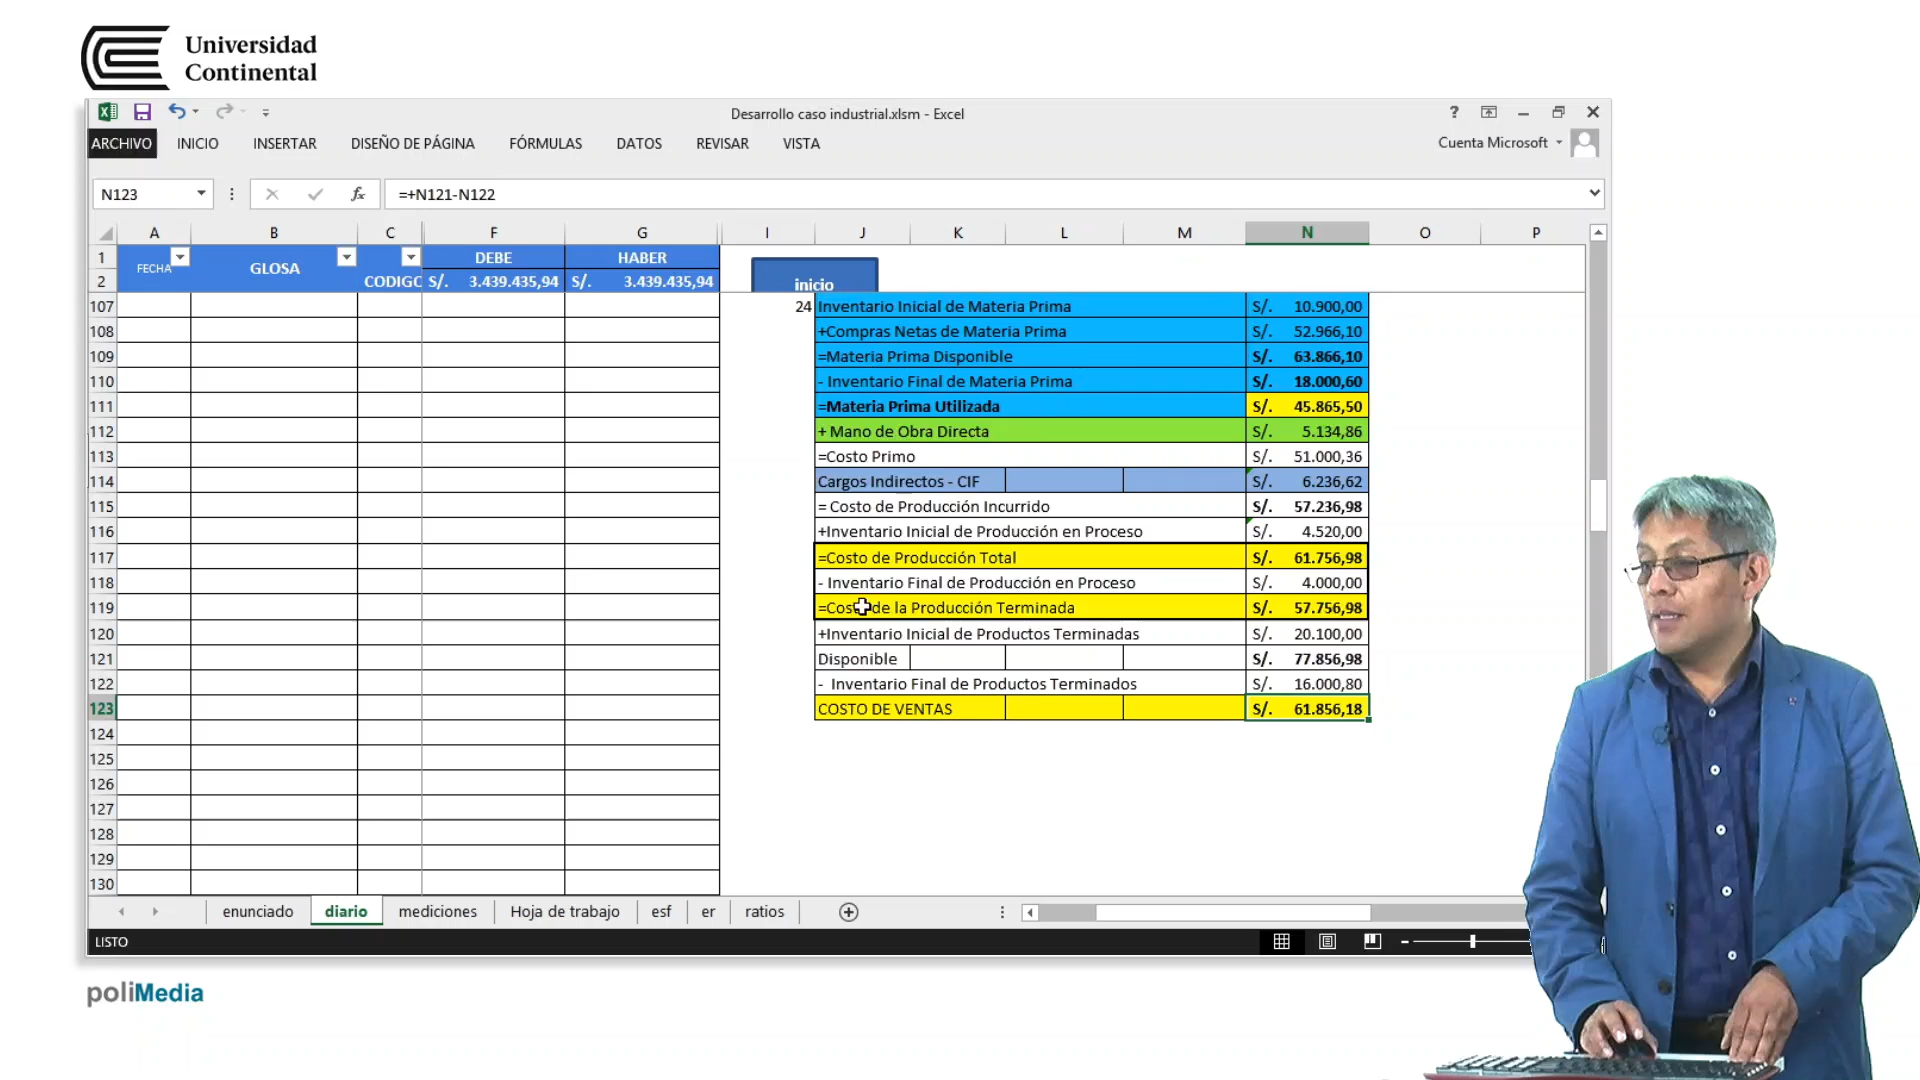 Universidad
Continental
Desarrollo caso industrial.xlsm - Excel
?
ARCHIVO INICIO INSERTAR DISEÑO DE PÁGINA FÓRMULAS DATOS REVISAR VISTA Cuenta Microsoft
N123 fx =+N121-N122
A B C F G I J K L M N O P
1 FECHA GLOSA CODIGO DEBE HABER
2 S/. 3.439.435,94 S/. 3.439.435,94 inicio
107 24 Inventario Inicial de Materia Prima S/. 10.900,00
108 +Compras Netas de Materia Prima S/. 52.966,10
109 =Materia Prima Disponible S/. 63.866,10
110 - Inventario Final de Materia Prima S/. 18.000,60
111 =Materia Prima Utilizada S/. 45.865,50
112 + Mano de Obra Directa S/. 5.134,86
113 =Costo Primo S/. 51.000,36
114 Cargos Indirectos - CIF S/. 6.236,62
115 = Costo de Producción Incurrido S/. 57.236,98
116 +Inventario Inicial de Producción en Proceso S/. 4.520,00
117 =Costo de Producción Total S/. 61.756,98
118 - Inventario Final de Producción en Proceso S/. 4.000,00
119 =Costo de la Producción Terminada S/. 57.756,98
120 +Inventario Inicial de Productos Terminadas S/. 20.100,00
121 Disponible S/. 77.856,98
122 - Inventario Final de Productos Terminados S/. 16.000,80
123 COSTO DE VENTAS S/. 61.856,18
124
125
126
127
128
129
130
enunciado diario mediciones Hoja de trabajo esf er ratios
LISTO
poliMedia